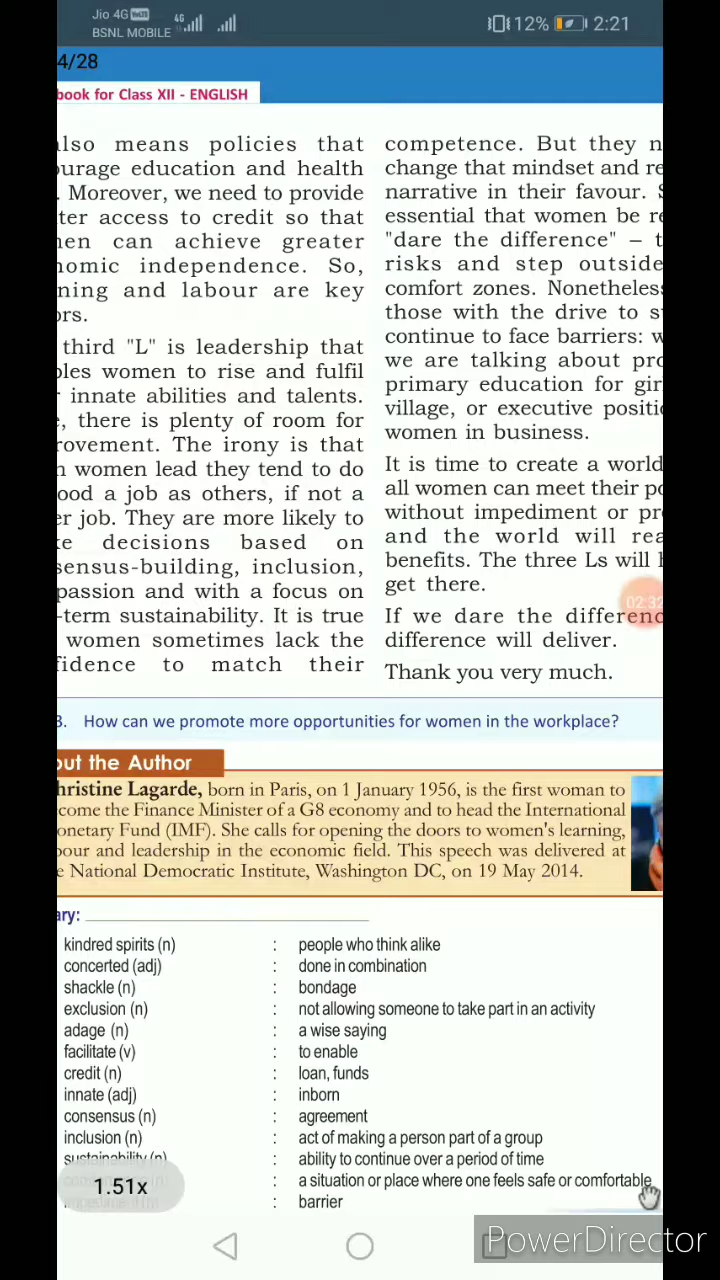 Jio 4G VoLTE
BSNL MOBILE
4G
12% 2:21
4/28
book for Class XII - ENGLISH
also means policies that
ourage education and health
. Moreover, we need to provide
ter access to credit so that
men can achieve greater
nomic independence. So,
ning and labour are key
ors.
third "L" is leadership that
bles women to rise and fulfil
r innate abilities and talents.
e, there is plenty of room for
rovement. The irony is that
n women lead they tend to do
ood a job as others, if not a
er job. They are more likely to
ke decisions based on
sensus-building, inclusion,
passion and with a focus on
-term sustainability. It is true
women sometimes lack the
fidence to match their
competence. But they n
change that mindset and re
narrative in their favour. S
essential that women be re
"dare the difference" – t
risks and step outside
comfort zones. Nonetheless
those with the drive to s
continue to face barriers: w
we are talking about pro
primary education for gir
village, or executive positi
women in business.
It is time to create a world
all women can meet their po
without impediment or pr
and the world will rea
benefits. The three Ls will h
get there.
02:32
If we dare the differenc
difference will deliver.
Thank you very much.
3. How can we promote more opportunities for women in the workplace?
out the Author
hristine Lagarde, born in Paris, on 1 January 1956, is the first woman to
come the Finance Minister of a G8 economy and to head the International
onetary Fund (IMF). She calls for opening the doors to women's learning,
bour and leadership in the economic field. This speech was delivered at
e National Democratic Institute, Washington DC, on 19 May 2014.
ary:
kindred spirits (n) : people who think alike
concerted (adj) : done in combination
shackle (n) : bondage
exclusion (n) : not allowing someone to take part in an activity
adage (n) : a wise saying
facilitate (v) : to enable
credit (n) : loan, funds
innate (adj) : inborn
consensus (n) : agreement
inclusion (n) : act of making a person part of a group
sustainability (n) : ability to continue over a period of time
: a situation or place where one feels safe or comfortable
1.51x
: barrier
PowerDirector